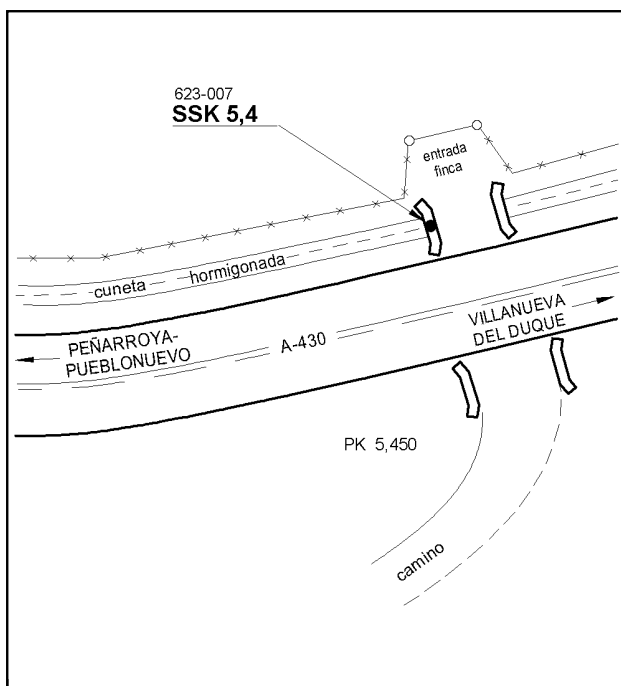 623-007
SSK 5,4
entrada
finca
cuneta hormigonada
PEÑARROYA-
PUEBLONUEVO
A-430
VILLANUEVA
DEL DUQUE
PK 5,450
camino